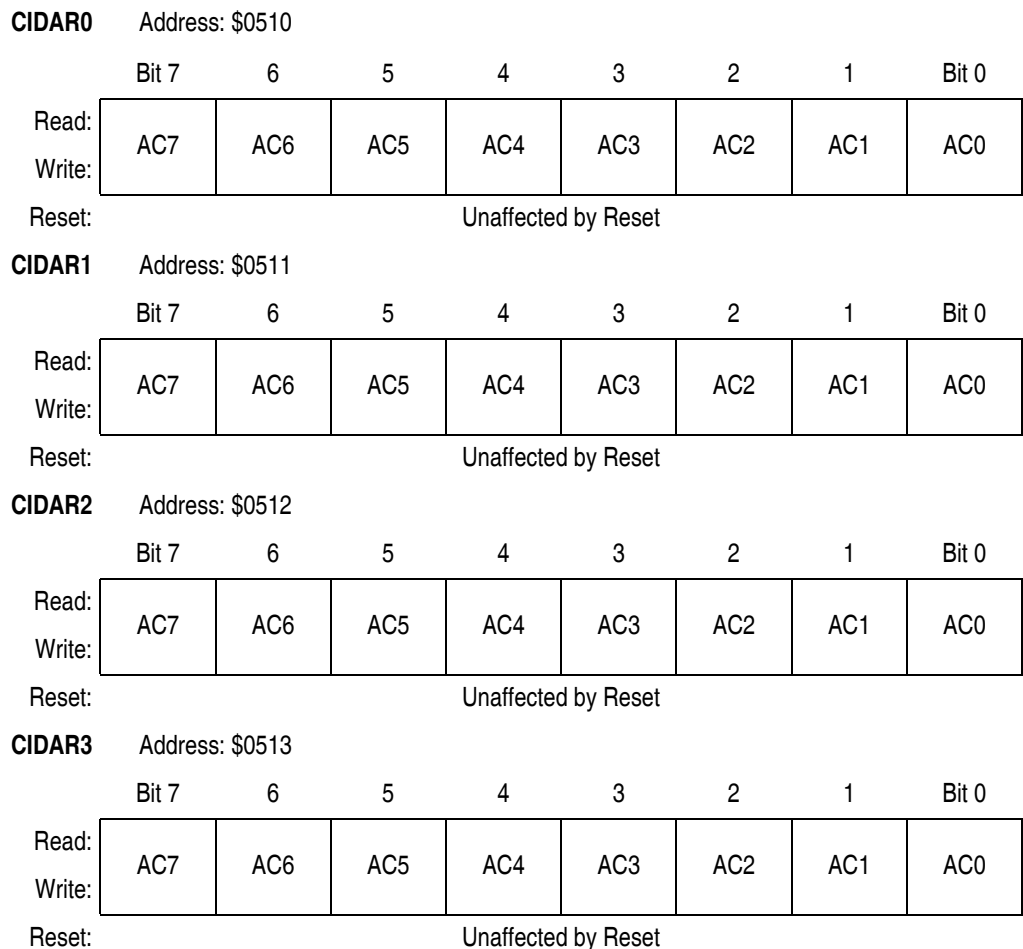 CIDAR0 Address: $0510
Bit 7 6 5 4 3 2 1 Bit 0
Read:
AC7 AC6 AC5 AC4 AC3 AC2 AC1 AC0
Write:
Reset: Unaffected by Reset
CIDAR1 Address: $0511
Bit 7 6 5 4 3 2 1 Bit 0
Read:
AC7 AC6 AC5 AC4 AC3 AC2 AC1 AC0
Write:
Reset: Unaffected by Reset
CIDAR2 Address: $0512
Bit 7 6 5 4 3 2 1 Bit 0
Read:
AC7 AC6 AC5 AC4 AC3 AC2 AC1 AC0
Write:
Reset: Unaffected by Reset
CIDAR3 Address: $0513
Bit 7 6 5 4 3 2 1 Bit 0
Read:
AC7 AC6 AC5 AC4 AC3 AC2 AC1 AC0
Write:
Reset: Unaffected by Reset